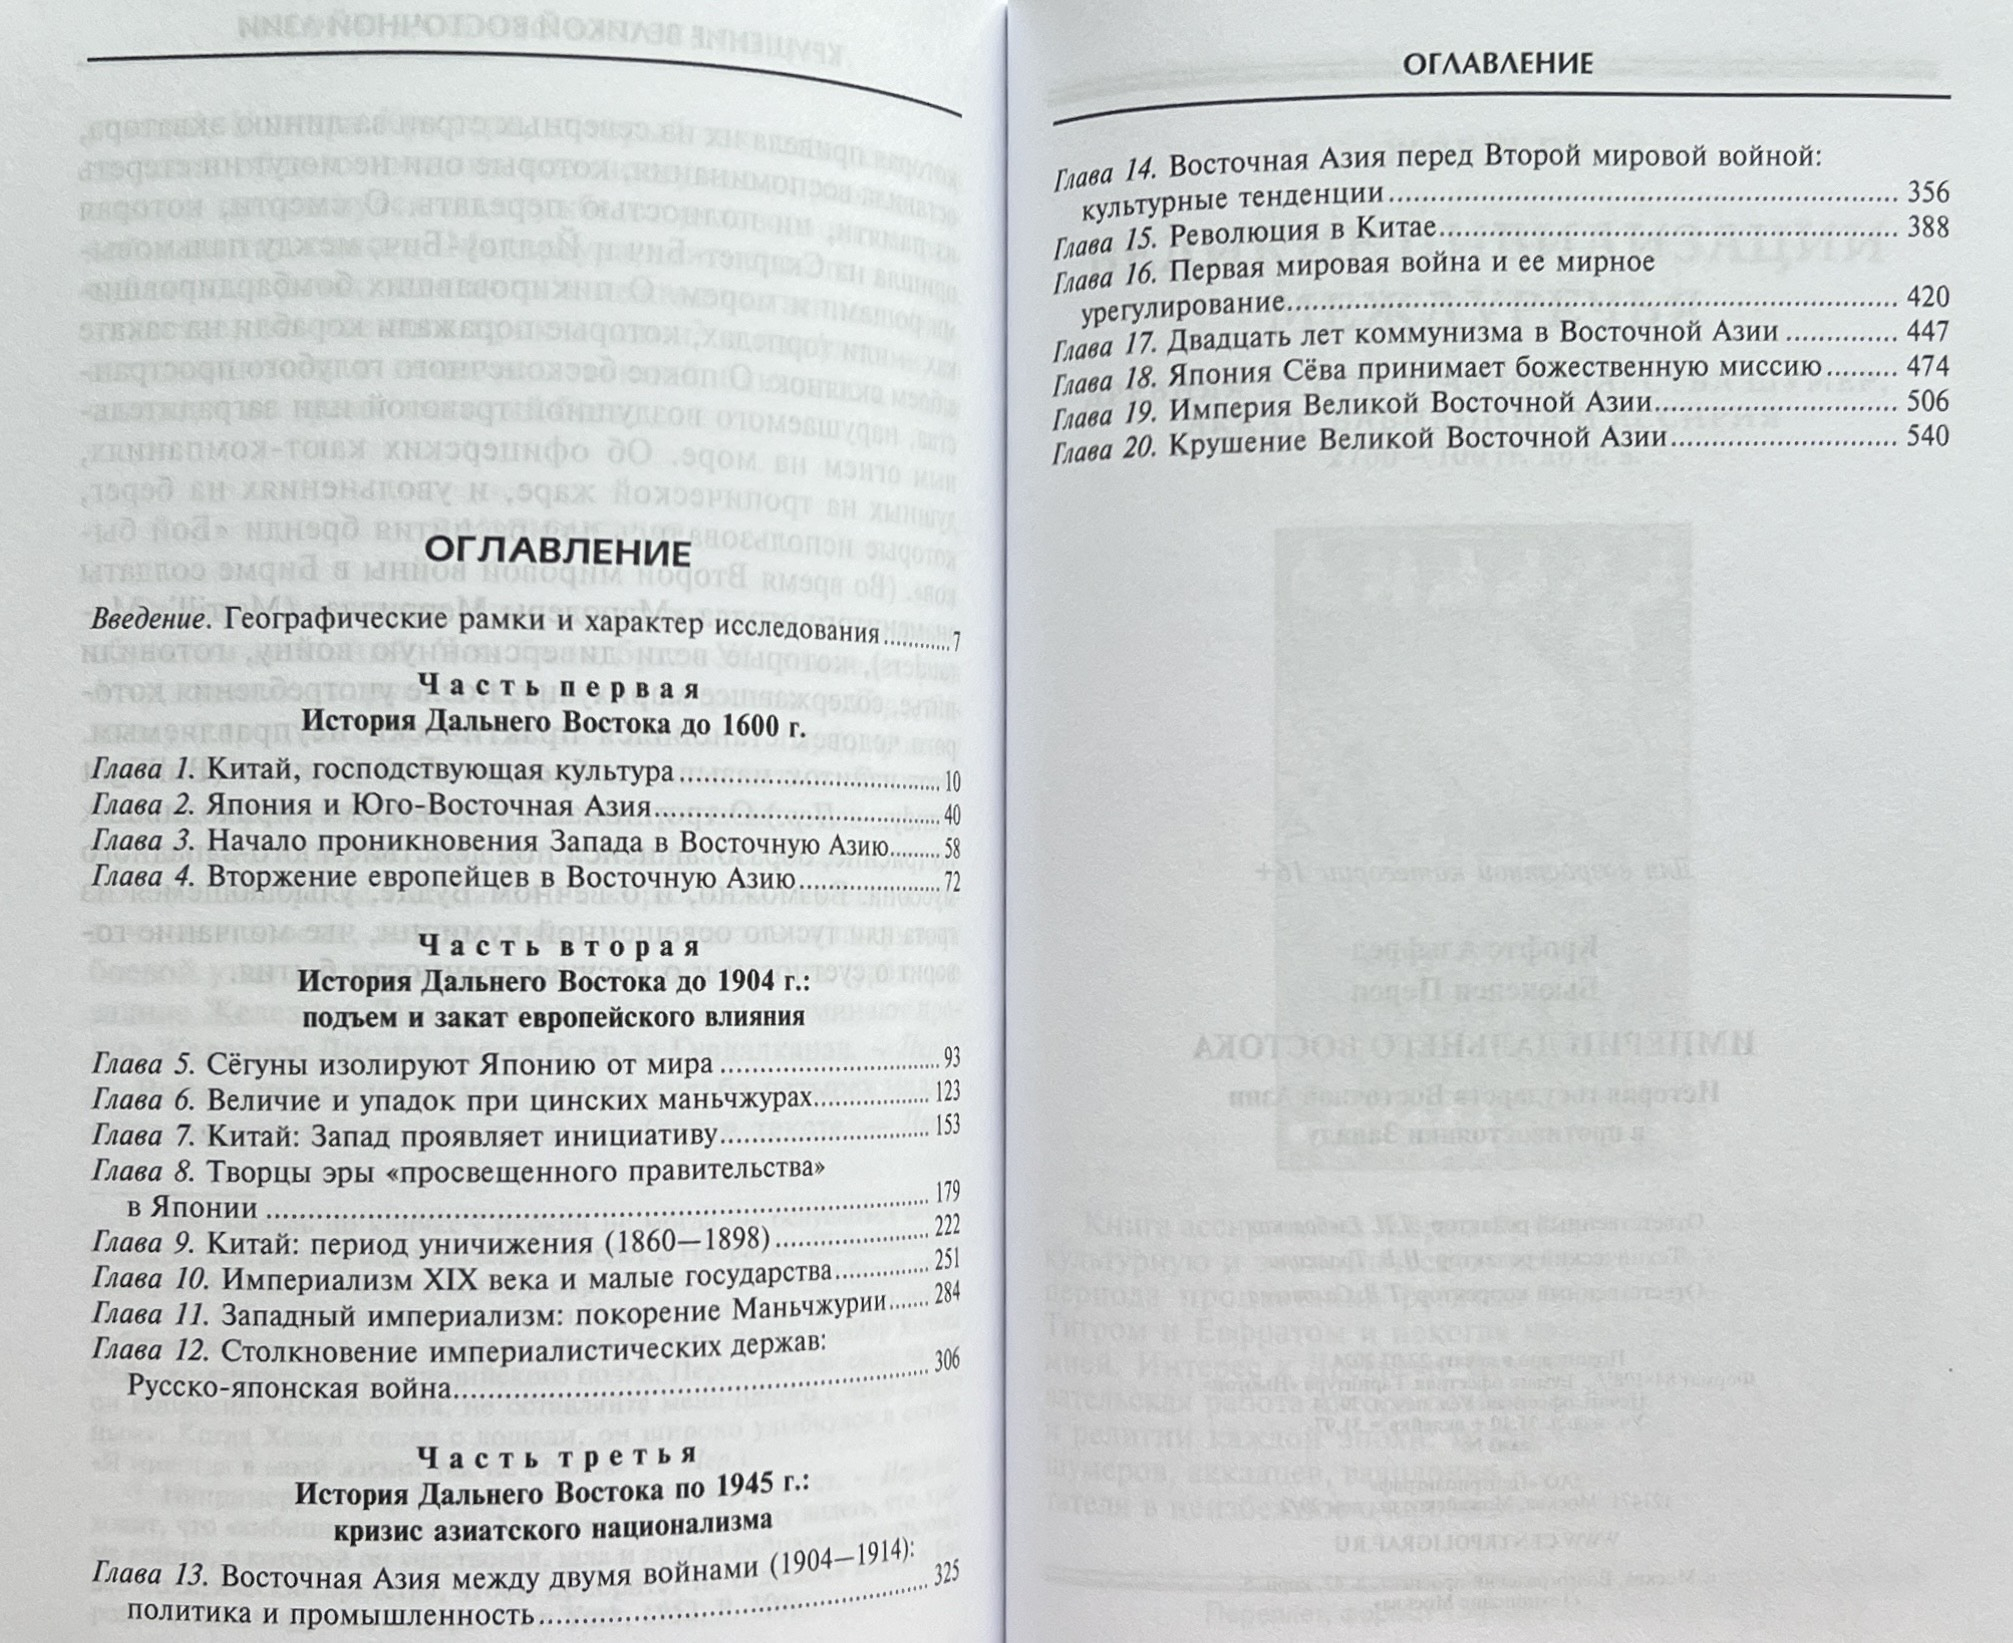 ОГЛАВЛЕНИЕ
Введение. Географические рамки и характер исследования..........7
Часть первая
История Дальнего Востока до 1600 г.
Глава 1. Китай, господствующая культура..........10
Глава 2. Япония и Юго-Восточная Азия..........40
Глава 3. Начало проникновения Запада в Восточную Азию..........58
Глава 4. Вторжение европейцев в Восточную Азию..........72
Часть вторая
История Дальнего Востока до 1904 г.:
подъем и закат европейского влияния
Глава 5. Сёгуны изолируют Японию от мира..........93
Глава 6. Величие и упадок при цинских маньчжурах..........123
Глава 7. Китай: Запад проявляет инициативу..........153
Глава 8. Творцы эры «просвещенного правительства»
в Японии..........179
Глава 9. Китай: период уничижения (1860—1898)..........222
Глава 10. Империализм XIX века и малые государства..........251
Глава 11. Западный империализм: покорение Маньчжурии..........284
Глава 12. Столкновение империалистических держав:
Русско-японская война..........306
Часть третья
История Дальнего Востока по 1945 г.:
кризис азиатского национализма
Глава 13. Восточная Азия между двумя войнами (1904—1914):
политика и промышленность..........325
ОГЛАВЛЕНИЕ
Глава 14. Восточная Азия перед Второй мировой войной:
культурные тенденции..........356
Глава 15. Революция в Китае..........388
Глава 16. Первая мировая война и ее мирное
урегулирование..........420
Глава 17. Двадцать лет коммунизма в Восточной Азии..........447
Глава 18. Япония Сёва принимает божественную миссию..........474
Глава 19. Империя Великой Восточной Азии..........506
Глава 20. Крушение Великой Восточной Азии..........540